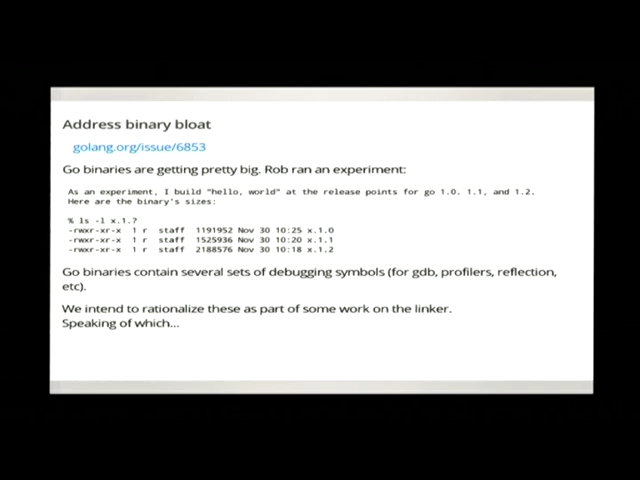 Address binary bloat
golang.org/issue/6853
Go binaries are getting pretty big. Rob ran an experiment:
As an experiment, I build "hello, world" at the release points for go 1.0. 1.1, and 1.2.
Here are the binary's sizes:
% ls -l x.1.?
-rwxr-xr-x 1 r staff 1191952 Nov 30 10:25 x.1.0
-rwxr-xr-x 1 r staff 1525936 Nov 30 10:20 x.1.1
-rwxr-xr-x 1 r staff 2188576 Nov 30 10:18 x.1.2
Go binaries contain several sets of debugging symbols (for gdb, profilers, reflection,
etc).
We intend to rationalize these as part of some work on the linker.
Speaking of which...